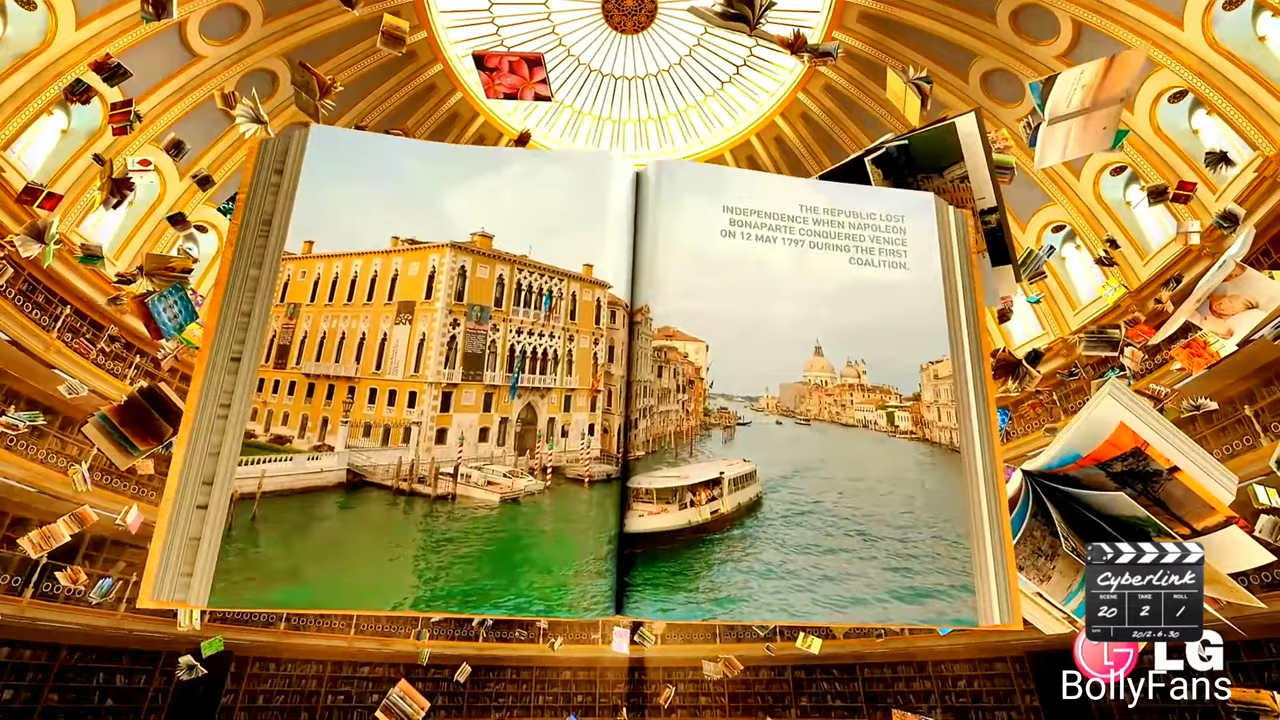 THE REPUBLIC LOST
INDEPENDENCE WHEN NAPOLEON
BONAPARTE CONQUERED VENICE
ON 12 MAY 1797 DURING THE FIRST
COALITION.
Cyberlink
SCENE TAKE ROLL
20 2 1
DATE 2012.6.30
LG
BollyFans